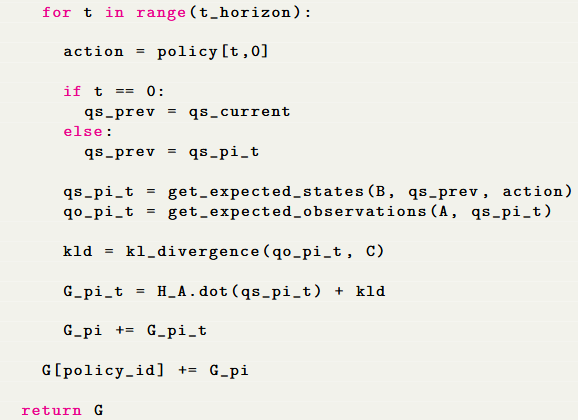 for t in range(t_horizon):
action = policy[t,0]
if t == 0:
qs_prev = qs_current
else:
qs_prev = qs_pi_t
qs_pi_t = get_expected_states(B, qs_prev, action)
qo_pi_t = get_expected_observations(A, qs_pi_t)
kld = kl_divergence(qo_pi_t, C)
G_pi_t = H_A.dot(qs_pi_t) + kld
G_pi += G_pi_t
G[policy_id] += G_pi
return G